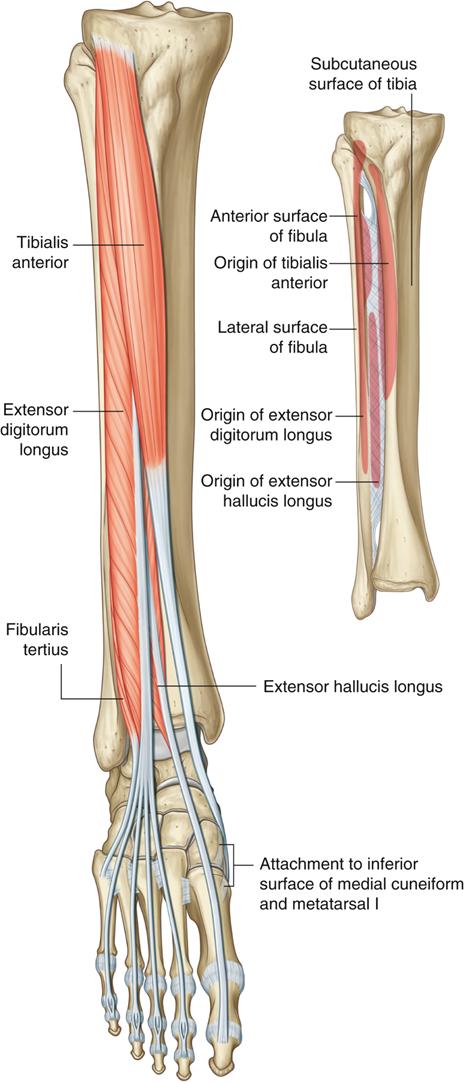 Subcutaneous
surface of tibia
Anterior surface
of fibula
Tibialis
anterior
Origin of tibialis
anterior
Lateral surface
of fibula
Extensor
digitorum
longus
Origin of extensor
digitorum longus
Origin of extensor
hallucis longus
Fibularis
tertius
Extensor hallucis longus
Attachment to inferior
surface of medial cuneiform
and metatarsal I